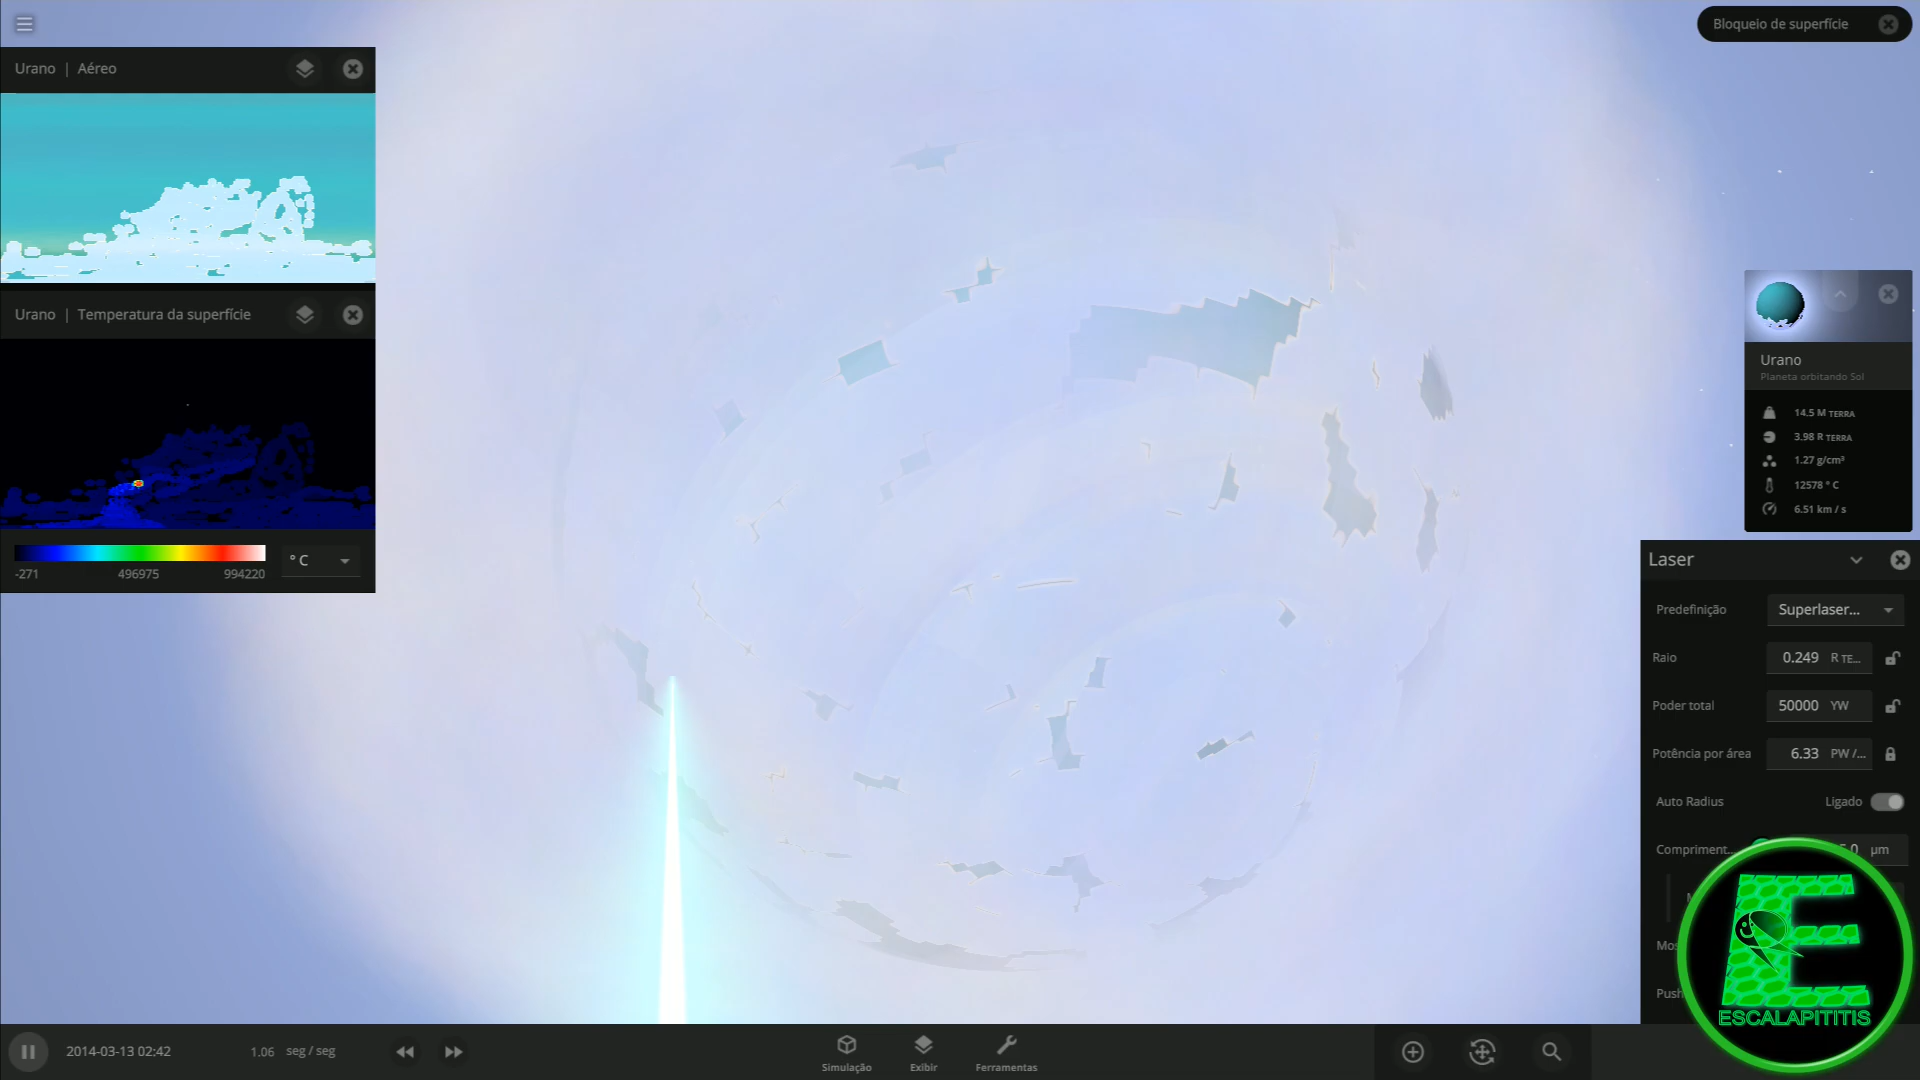 Bloqueio de superfície
Urano | Aéreo
Urano | Temperatura da superfície
-271 496975 994220
° C
Urano
Planeta orbitando Sol
14.5 M TERRA
3.98 R TERRA
1.27 g/cm³
12578 ° C
6.51 km / s
Laser
Predefinição Superlaser...
Raio 0.249 R TE...
Poder total 50000 YW
Potência por área 6.33 PW /...
Auto Radius Ligado
Compriment... µm
ESCALAPITITIS
2014-03-13 02:42 1.06 seg / seg
Simulação Exibir Ferramentas